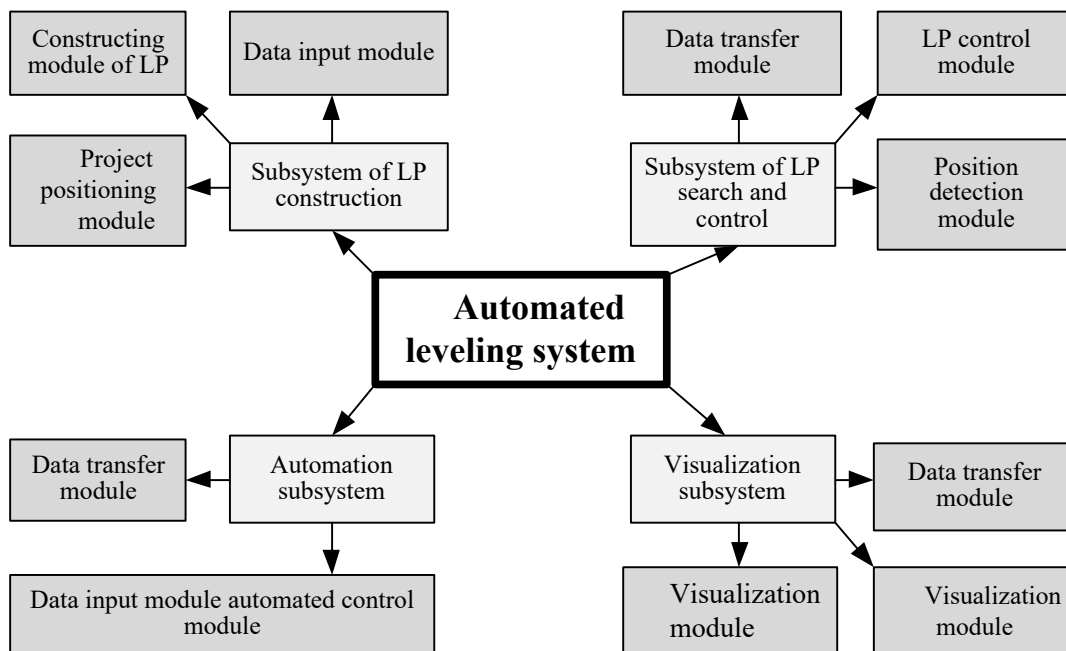 Constructing
module of LP
Data input module
Data transfer
module
LP control
module
Project
positioning
module
Subsystem of LP
construction
Subsystem of LP
search and
control
Position
detection
module
Automated
leveling system
Data transfer
module
Automation
subsystem
Visualization
subsystem
Data transfer
module
Data input module automated control
module
Visualization
module
Visualization
module